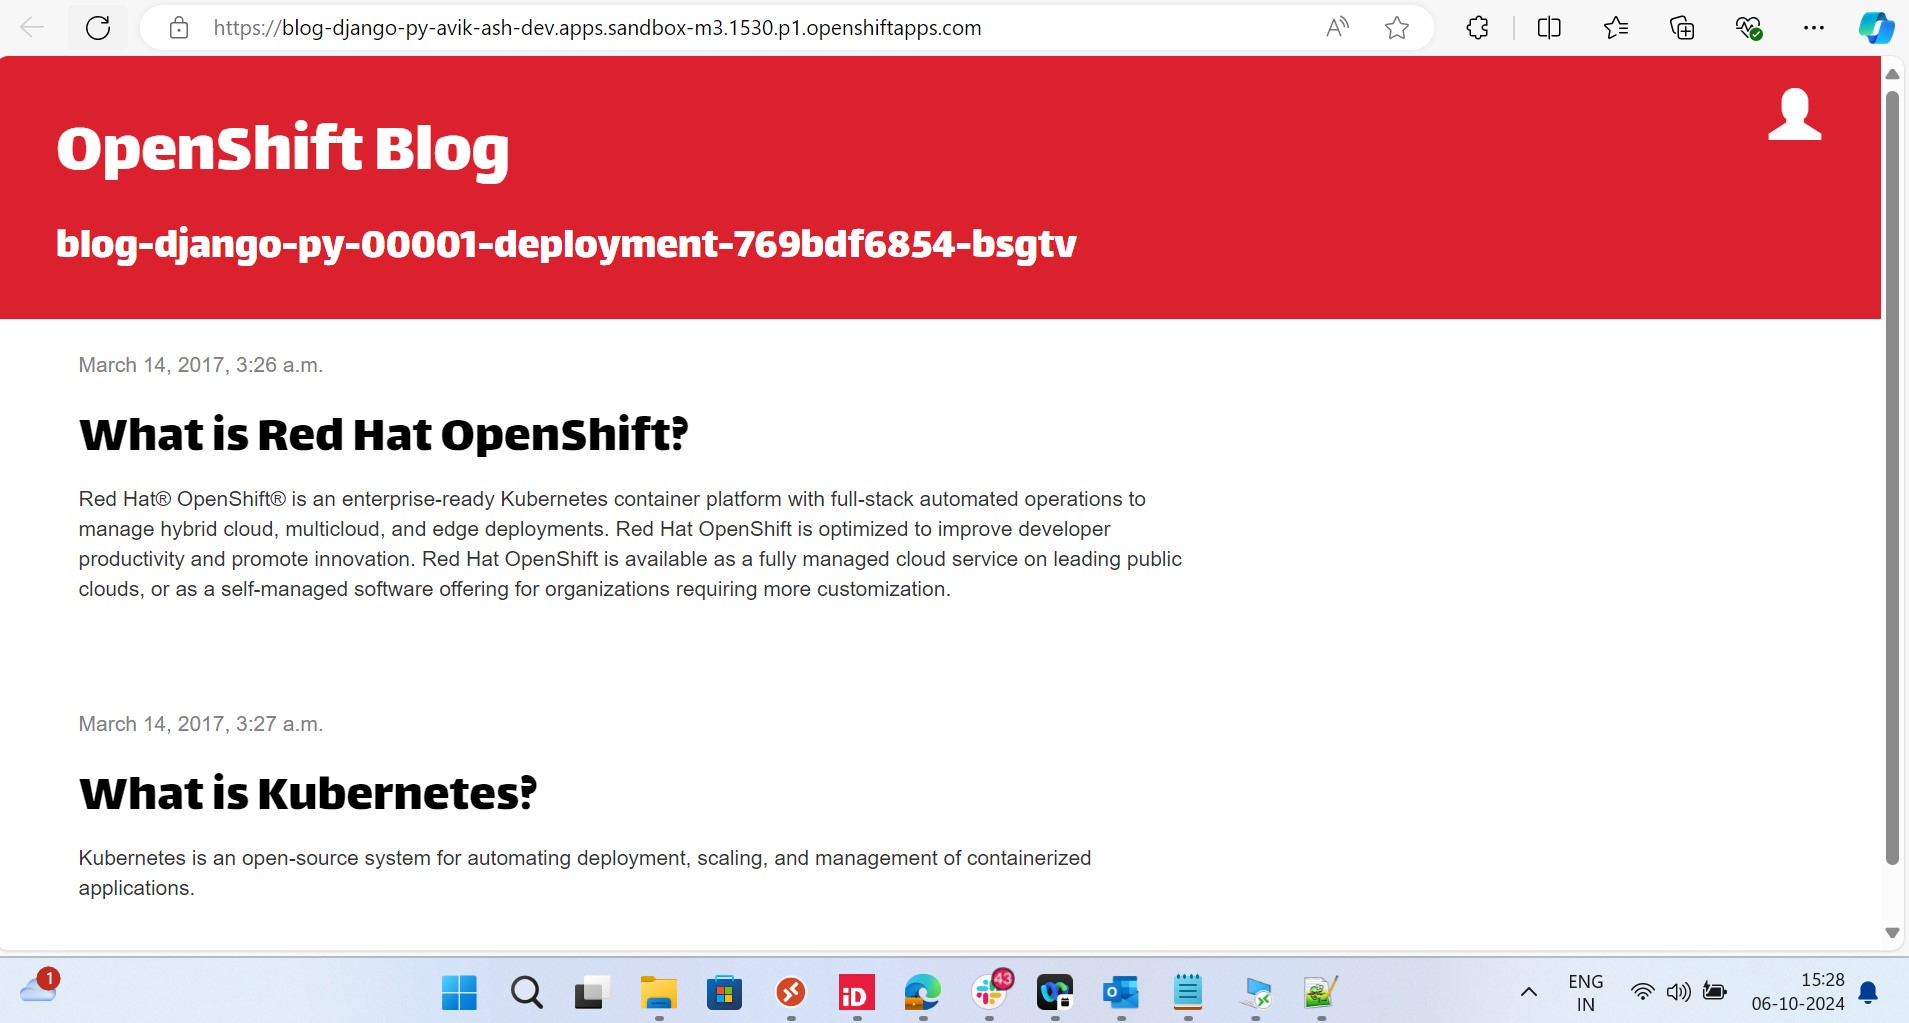 https://blog-django-py-avik-ash-dev.apps.sandbox-m3.1530.p1.openshiftapps.com
OpenShift Blog
blog-django-py-00001-deployment-769bdf6854-bsgtv
March 14, 2017, 3:26 a.m.
What is Red Hat OpenShift?
Red Hat® OpenShift® is an enterprise-ready Kubernetes container platform with full-stack automated operations to
manage hybrid cloud, multicloud, and edge deployments. Red Hat OpenShift is optimized to improve developer
productivity and promote innovation. Red Hat OpenShift is available as a fully managed cloud service on leading public
clouds, or as a self-managed software offering for organizations requiring more customization.
March 14, 2017, 3:27 a.m.
What is Kubernetes?
Kubernetes is an open-source system for automating deployment, scaling, and management of containerized
applications.
1
iD
43
ENG
IN
15:28
06-10-2024